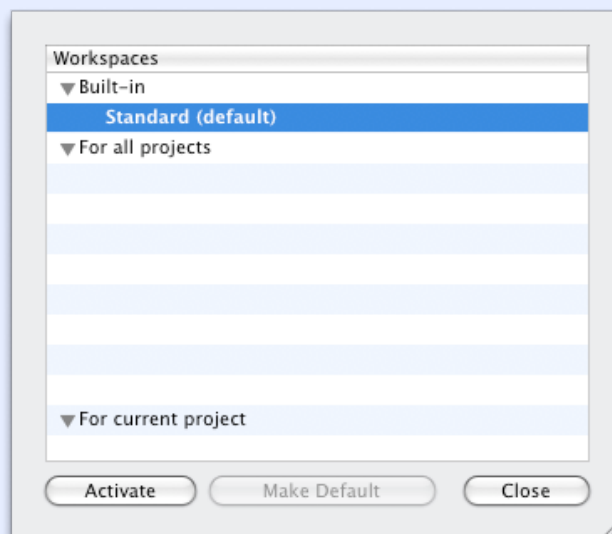 Workspaces
Built-in
Standard (default)
For all projects
For current project
Activate Make Default Close